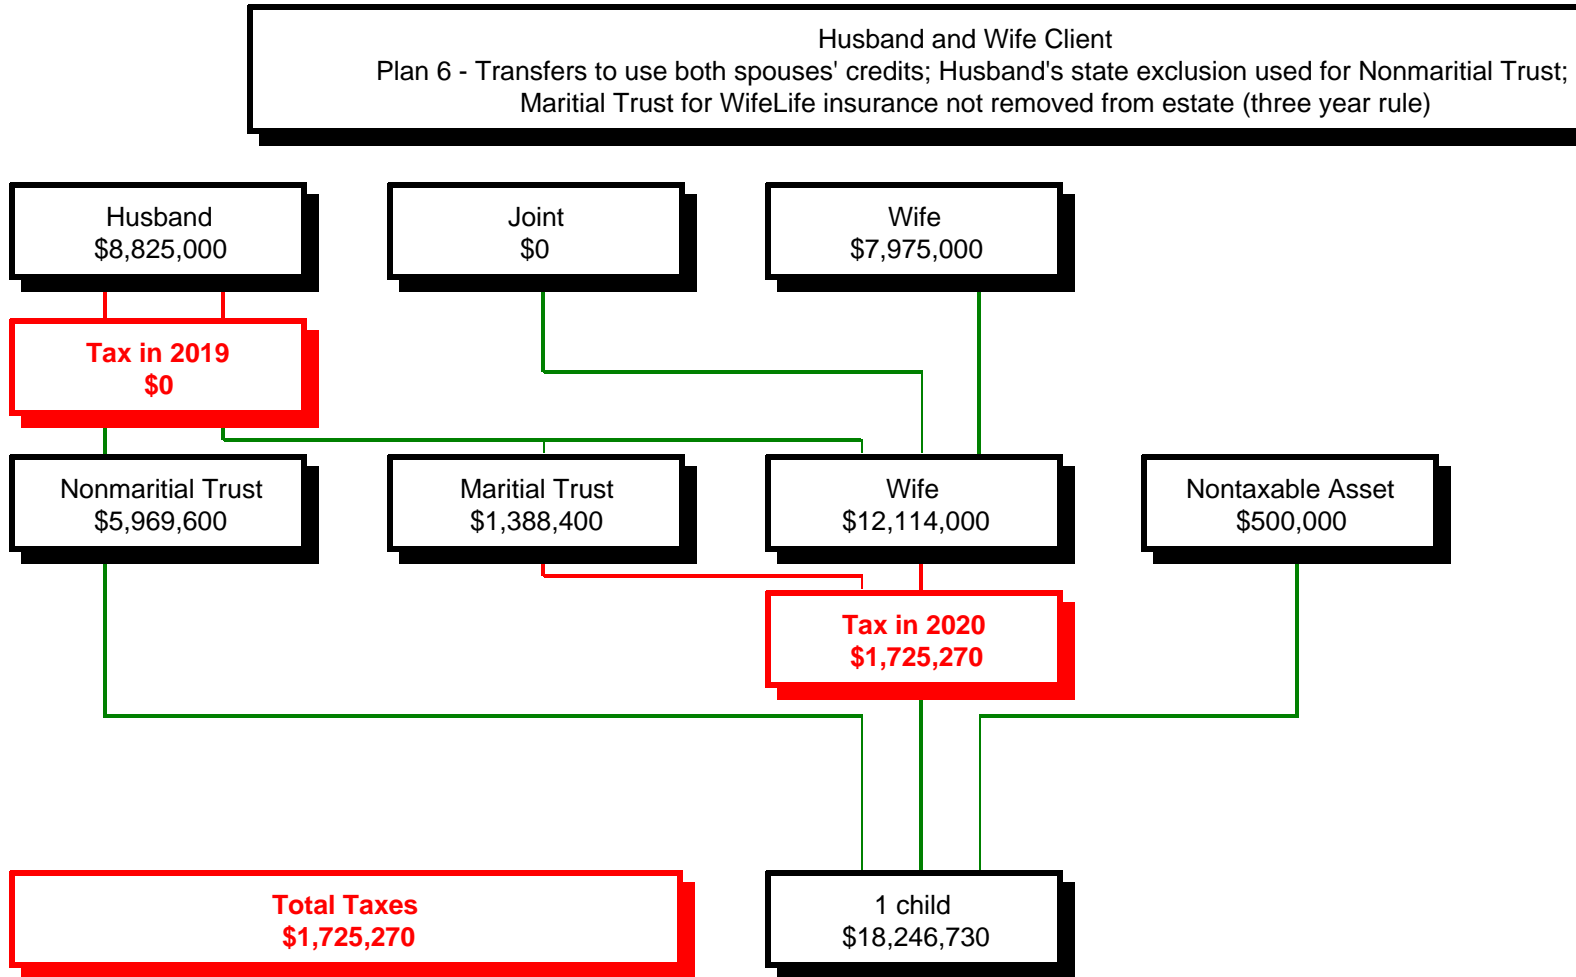 Husband and Wife Client
Plan 6 - Transfers to use both spouses' credits; Husband's state exclusion used for Nonmaritial Trust;
Maritial Trust for WifeLife insurance not removed from estate (three year rule)
Husband
$8,825,000
Joint
$0
Wife
$7,975,000
Tax in 2019
$0
Nonmaritial Trust
$5,969,600
Maritial Trust
$1,388,400
Wife
$12,114,000
Nontaxable Asset
$500,000
Tax in 2020
$1,725,270
Total Taxes
$1,725,270
1 child
$18,246,730